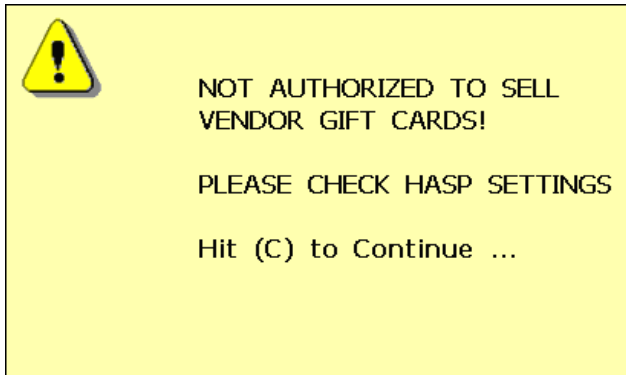 NOT AUTHORIZED TO SELL
VENDOR GIFT CARDS!
PLEASE CHECK HASP SETTINGS
Hit (C) to Continue ...